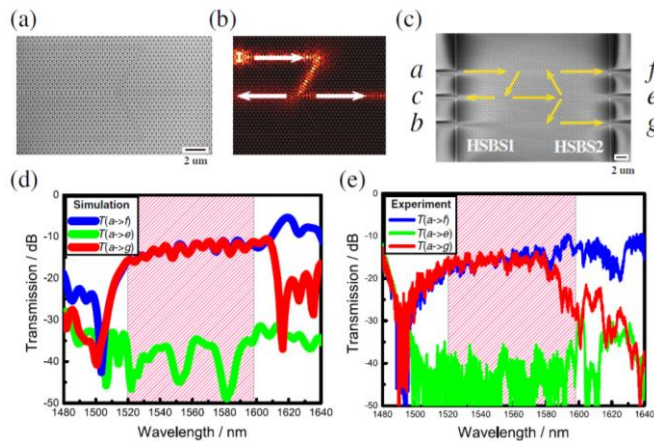 (a)
2 um
(b)
I
(c)
a
c
b
f
e
g
HSBS1
HSBS2
2 um
(d)
Simulation
T(a->f)
T(a->e)
T(a->g)
Transmission / dB
0
-10
-20
-30
-40
-50
1480 1500 1520 1540 1560 1580 1600 1620 1640
Wavelength / nm
(e)
Experiment
T(a->f)
T(a->e)
T(a->g)
Transmission / dB
0
-10
-20
-30
-40
-50
1480 1500 1520 1540 1560 1580 1600 1620 1640
Wavelength / nm